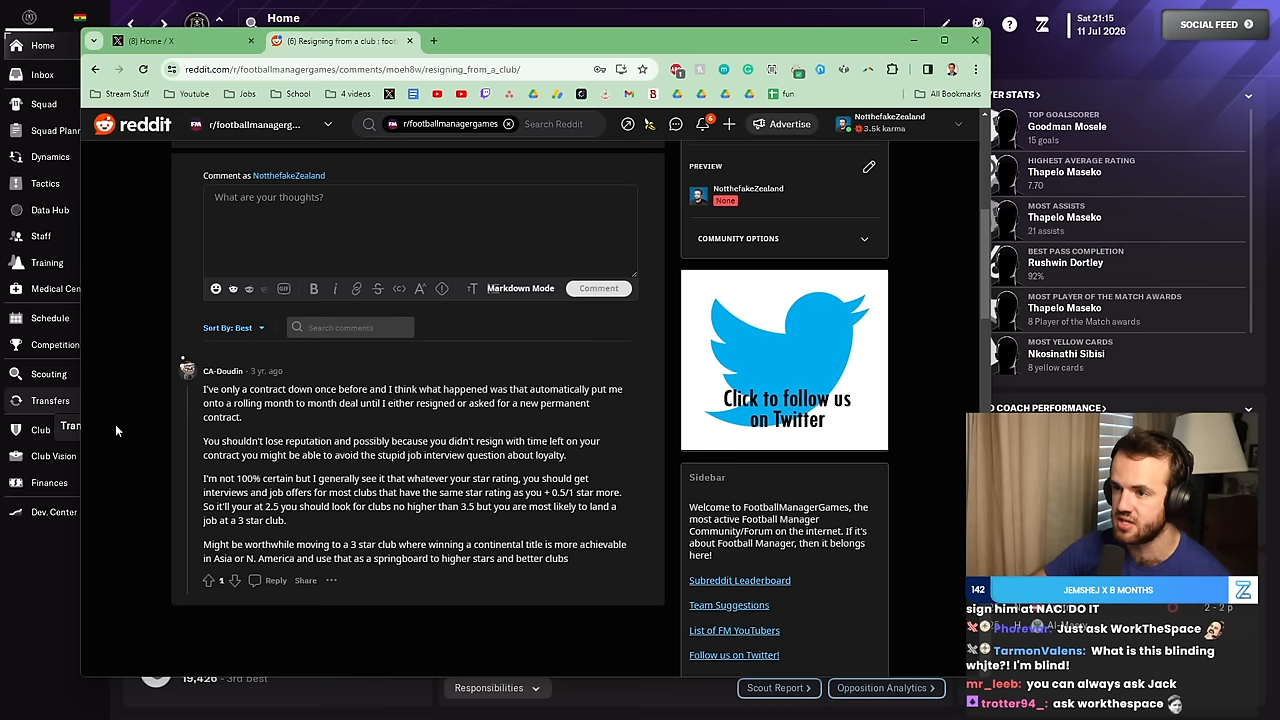 Home
Sat 21:15
11 Jul 2026
SOCIAL FEED
(8) Home / X
(6) Resigning from a club : foot
reddit.com/r/footballmanagergames/comments/moeh8w/resigning_from_a_club/
Stream Stuff
Youtube
Jobs
School
4 videos
fun
All Bookmarks
reddit
r/footballmanagerg...
r/footballmanagergames
Search Reddit
6
Advertise
NotthefakeZealand
3.5k karma
Home
Inbox
Squad
Squad Plann
Dynamics
Tactics
Data Hub
Staff
Training
Medical Cen
Schedule
Competition
Scouting
Transfers
Club
Tran
Club Vision
Finances
Dev. Center
Comment as NotthefakeZealand
What are your thoughts?
GIF
Markdown Mode
Comment
Sort By: Best
Search comments
CA-Doudin · 3 yr. ago
I've only a contract down once before and I think what happened was that automatically put me
onto a rolling month to month deal until I either resigned or asked for a new permanent
contract.
You shouldn't lose reputation and possibly because you didn't resign with time left on your
contract you might be able to avoid the stupid job interview question about loyalty.
I'm not 100% certain but I generally see it that whatever your star rating, you should get
interviews and job offers for most clubs that have the same star rating as you + 0.5/1 star more.
So it'll your at 2.5 you should look for clubs no higher than 3.5 but you are most likely to land a
job at a 3 star club.
Might be worthwhile moving to a 3 star club where winning a continental title is more achievable
in Asia or N. America and use that as a springboard to higher stars and better clubs
1
Reply
Share
PREVIEW
NotthefakeZealand
None
COMMUNITY OPTIONS
Click to follow us
on Twitter
Sidebar
Welcome to FootballManagerGames, the
most active Football Manager
Community/Forum on the internet. If it's
about Football Manager, then it belongs
here!
Subreddit Leaderboard
Team Suggestions
List of FM YouTubers
Follow us on Twitter!
ER STATS
TOP GOALSCORER
Goodman Mosele
15 goals
HIGHEST AVERAGE RATING
Thapelo Maseko
7.70
MOST ASSISTS
Thapelo Maseko
21 assists
BEST PASS COMPLETION
Rushwin Dortley
92%
MOST PLAYER OF THE MATCH AWARDS
Thapelo Maseko
8 Player of the Match awards
MOST YELLOW CARDS
Nkosinathi Sibisi
8 yellow cards
D COACH PERFORMANCE
142
JEMSHEJ X 8 MONTHS
Z
sign him at NAC. DO IT
2 - 2 p
Phorever: Just ask WorkTheSpace
TarmonValens: What is this blinding
white?! I'm blind!
mr_leeb: you can always ask Jack
trotter94_: ask workthespace
19,426 - 3rd best
Responsibilities
Scout Report
Opposition Analytics